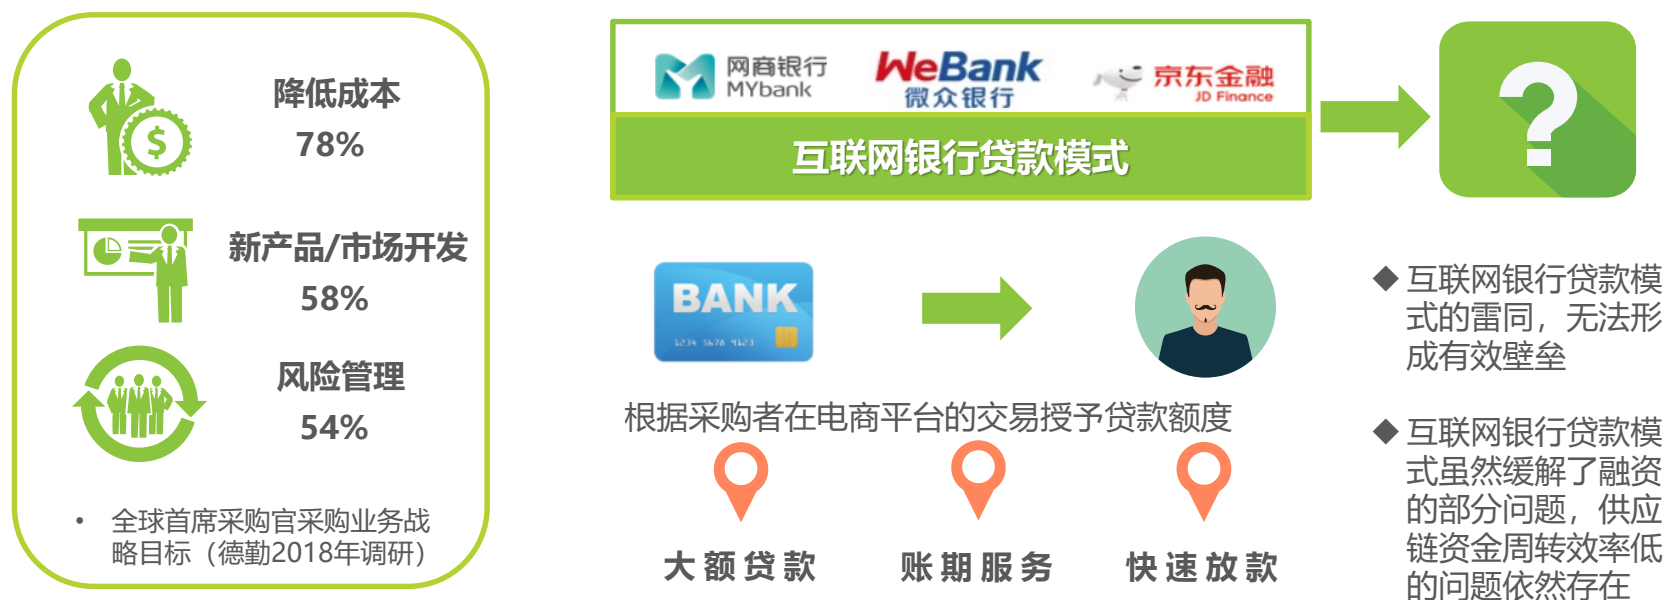 降低成本
78%
新产品/市场开发
58%
风险管理
54%
• 全球首席采购官采购业务战
略目标（德勤2018年调研）
网商银行
MYbank
WeBank
微众银行
京东金融
JD Finance
互联网银行贷款模式
BANK
1234 5678 9123
根据采购者在电商平台的交易授予贷款额度
大额贷款
账期服务
快速放款
?
◆ 互联网银行贷款模
式的雷同，无法形
成有效壁垒
◆ 互联网银行贷款模
式虽然缓解了融资
的部分问题，供应
链资金周转效率低
的问题依然存在